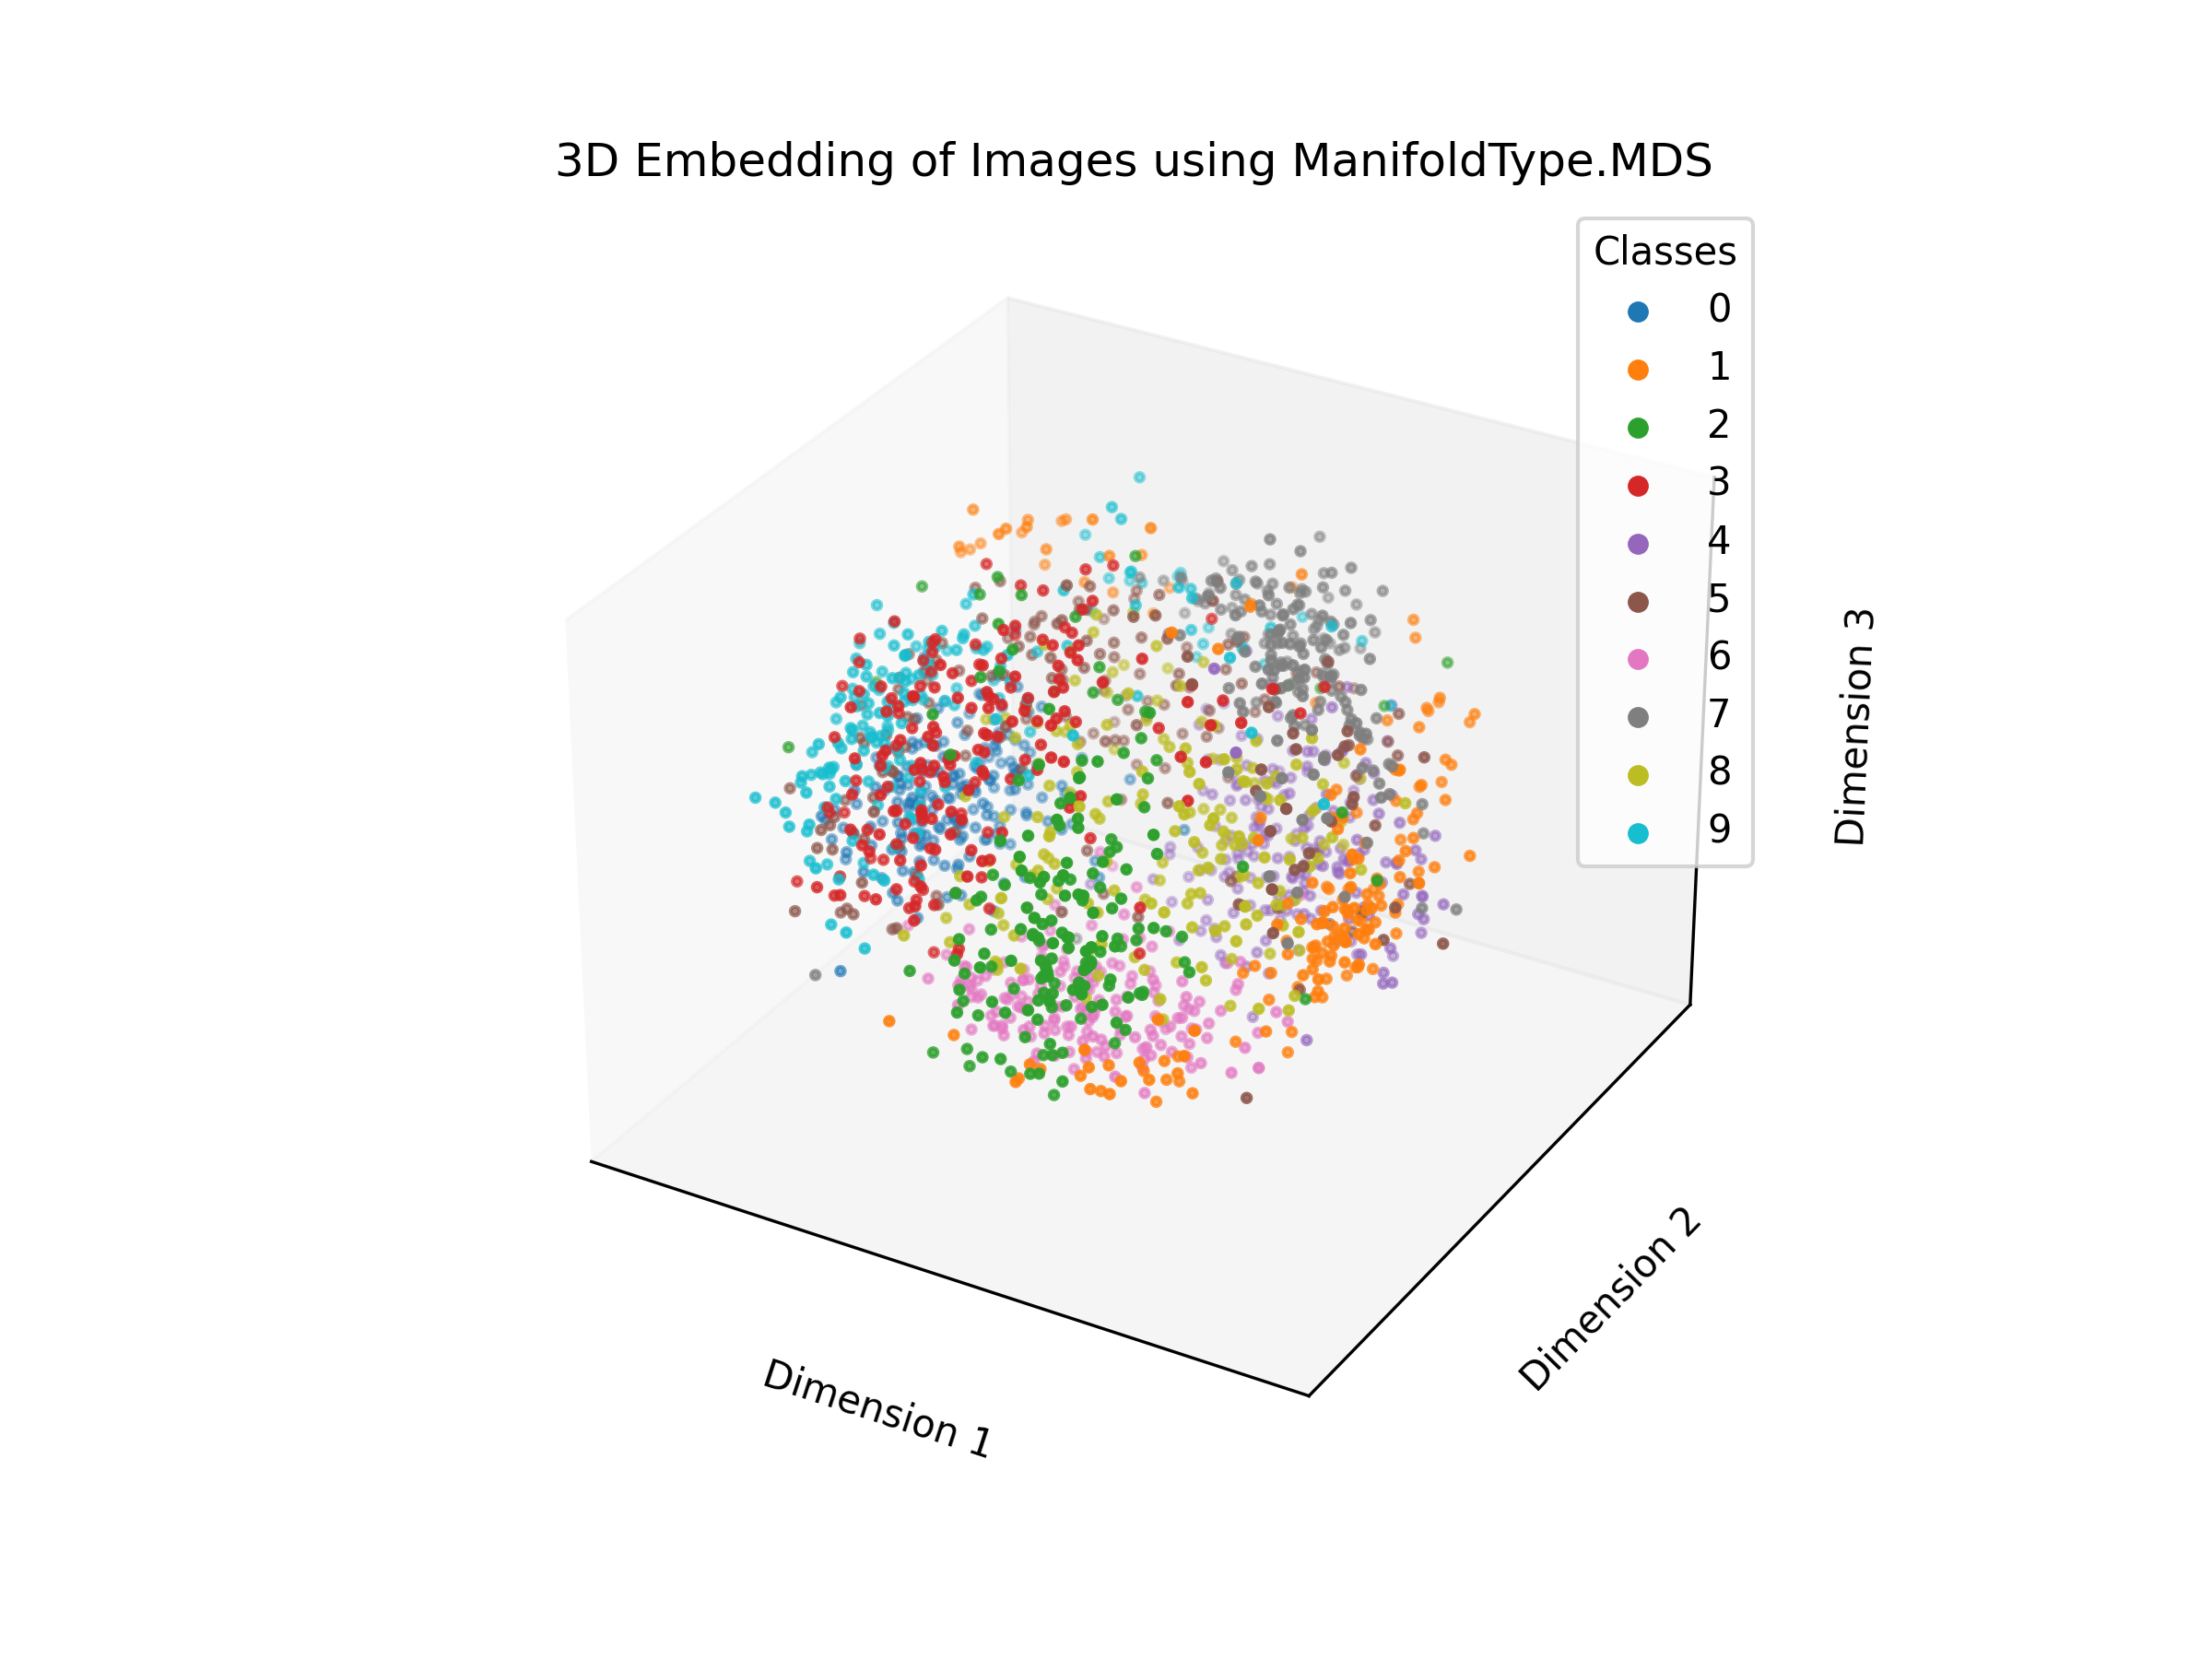 3D Embedding of Images using ManifoldType.MDS
Classes
0
1
2
3
4
5
6
7
8
9
Dimension 3
Dimension 2
Dimension 1